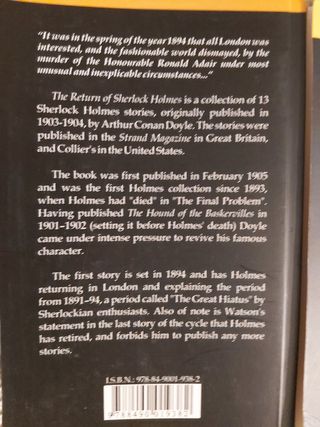 "It was in the spring of the year 1894 that all London was
interested, and the fashionable world dismayed, by the
murder of the Honourable Ronald Adair under most
unusual and inexplicable circumstances..."
The Return of Sherlock Holmes is a collection of 13
Sherlock Holmes stories, originally published in
1903-1904, by Arthur Conan Doyle. The stories were
published in the Strand Magazine in Great Britain,
and Collier's in the United States.
The book was first published in February 1905
and was the first Holmes collection since 1893,
when Holmes had "died" in "The Final Problem".
Having published The Hound of the Baskervilles in
1901–1902 (setting it before Holmes' death) Doyle
came under intense pressure to revive his famous
character.
The first story is set in 1894 and has Holmes
returning in London and explaining the period
from 1891–94, a period called "The Great Hiatus" by
Sherlockian enthusiasts. Also of note is Watson's
statement in the last story of the cycle that Holmes
has retired, and forbids him to publish any more
stories.
I.S.B.N.: 978-84-9001-938-2
9788490019382